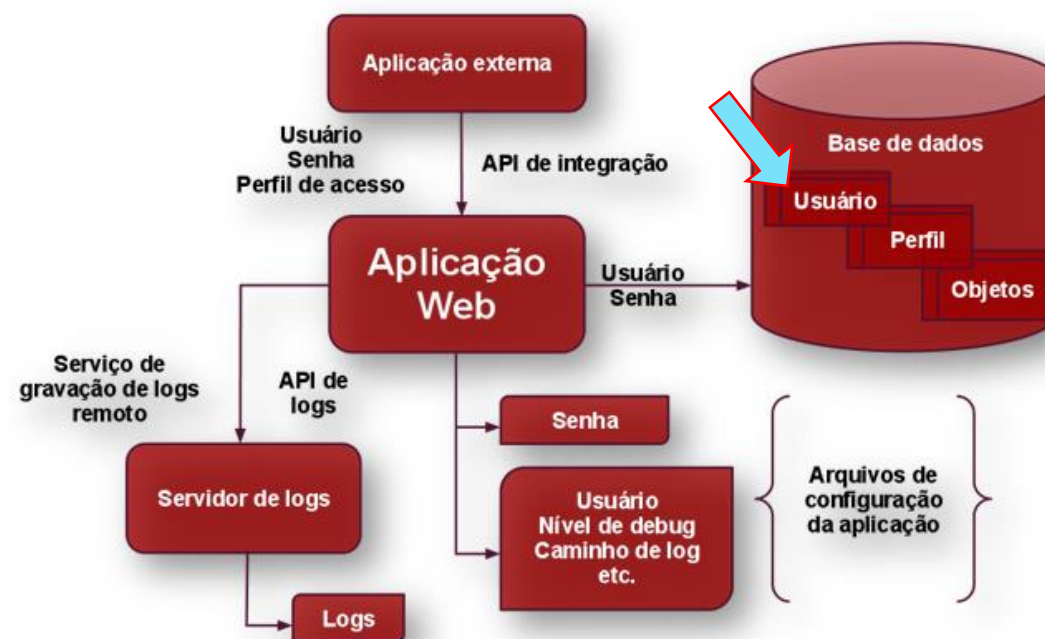 Aplicação externa
Usuário
Senha
Perfil de acesso
API de integração
Base de dados
Usuário
Perfil
Objetos
Aplicação
Web
Usuário
Senha
Serviço de
gravação de logs
remoto
API de
logs
Senha
Servidor de logs
Usuário
Nível de debug
Caminho de log
etc.
Arquivos de
configuração
da aplicação
Logs